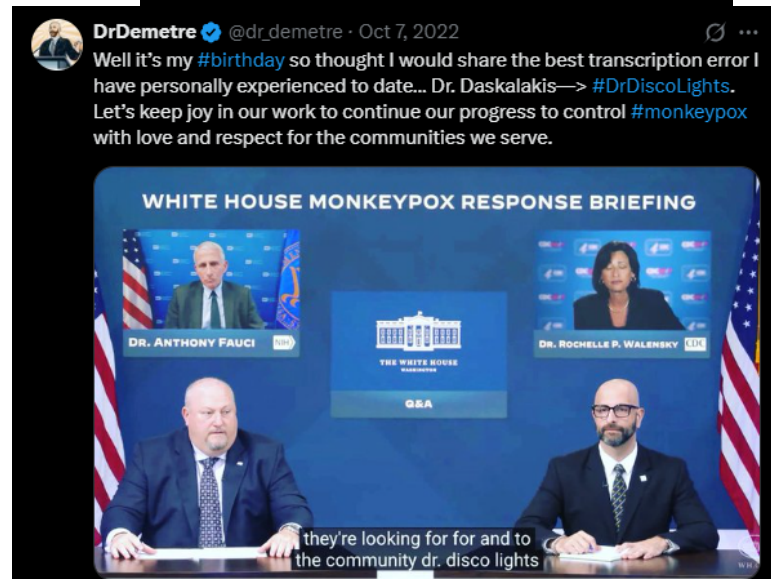 DrDemetre @dr_demetre · Oct 7, 2022
Well it's my #birthday so thought I would share the best transcription error I
have personally experienced to date... Dr. Daskalakis—> #DrDiscoLights.
Let's keep joy in our work to continue our progress to control #monkeypox
with love and respect for the communities we serve.
WHITE HOUSE MONKEYPOX RESPONSE BRIEFING
DR. ANTHONY FAUCI NIH
DR. ROCHELLE P. WALENSKY CDC
THE WHITE HOUSE
WASHINGTON
Q&A
they're looking for for and to
the community dr. disco lights